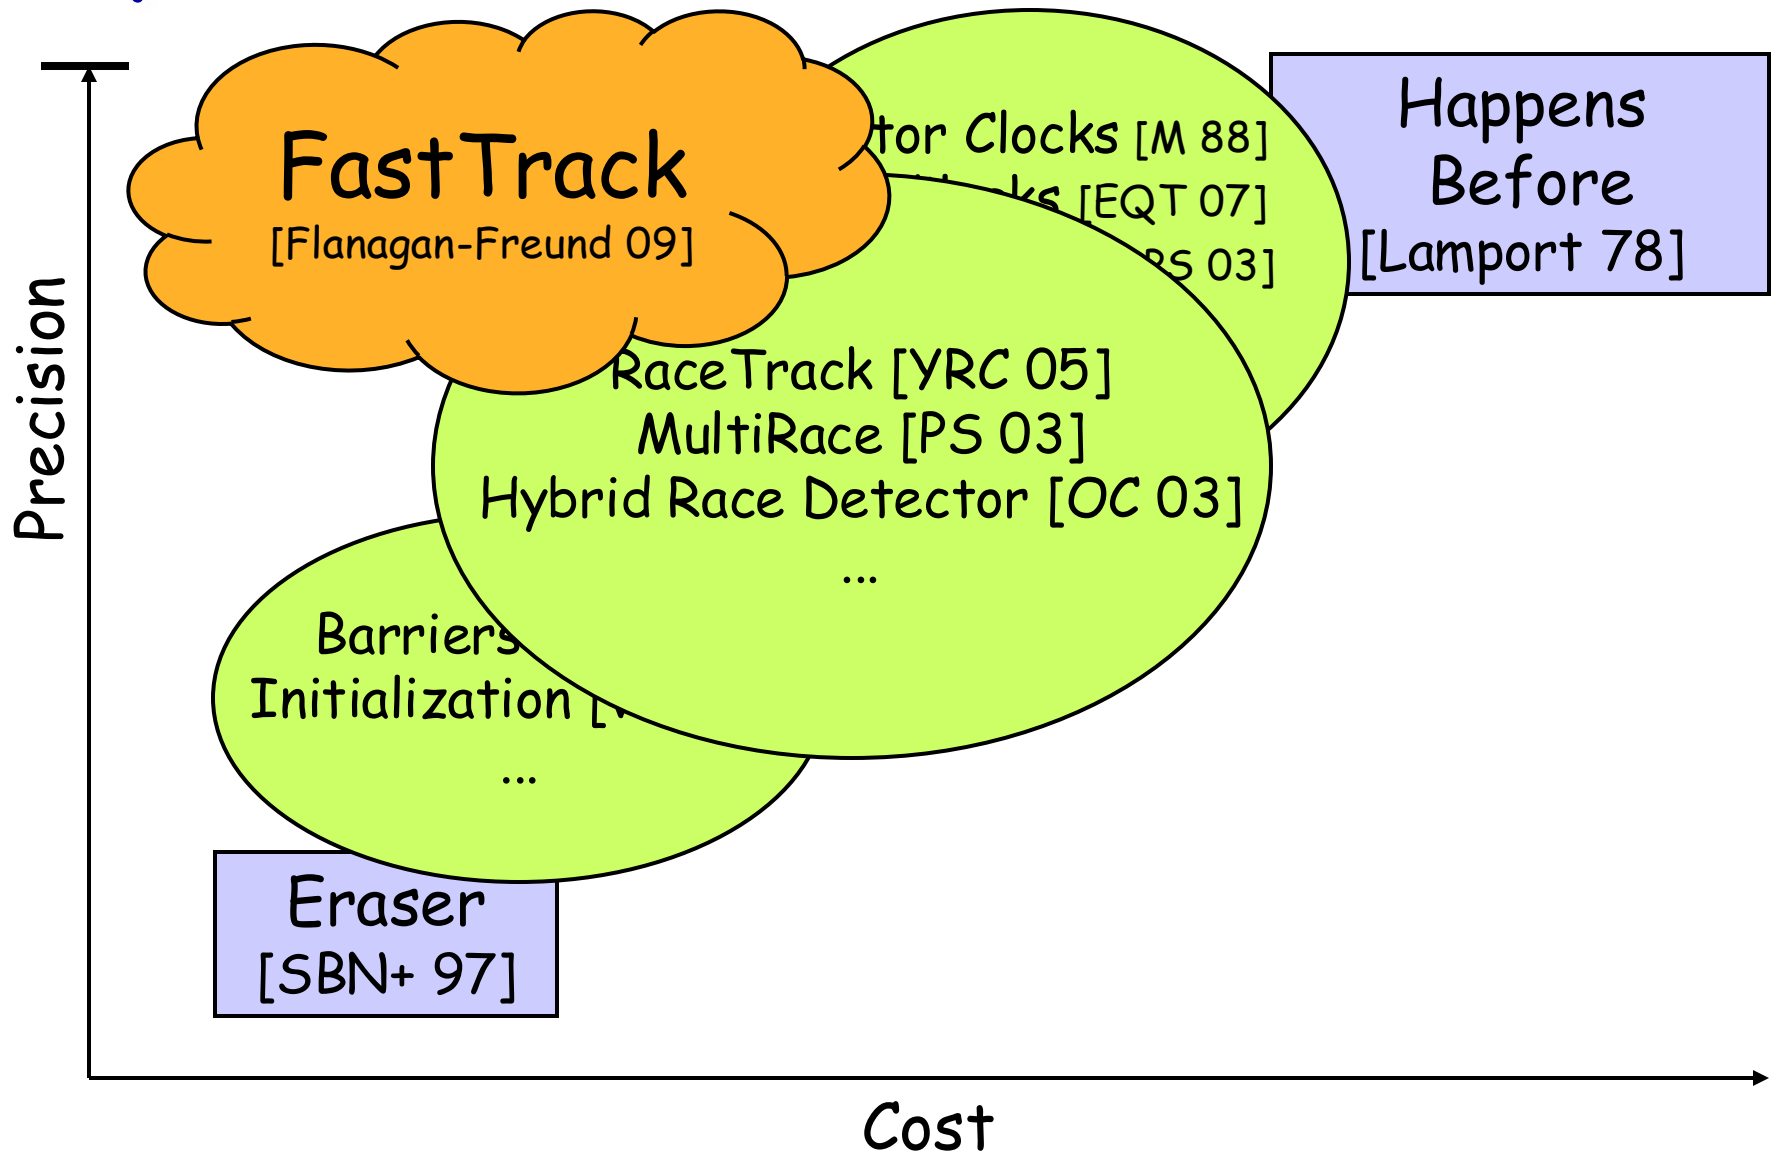 FastTrack
[Flanagan-Freund 09]
Clocks [M 88]
[EQT 07]
03]
Happens
Before
[Lamport 78]
RaceTrack [YRC 05]
MultiRace [PS 03]
Hybrid Race Detector [OC 03]
...
Barriers
Initialization
...
Eraser
[SBN+ 97]
Precision
Cost